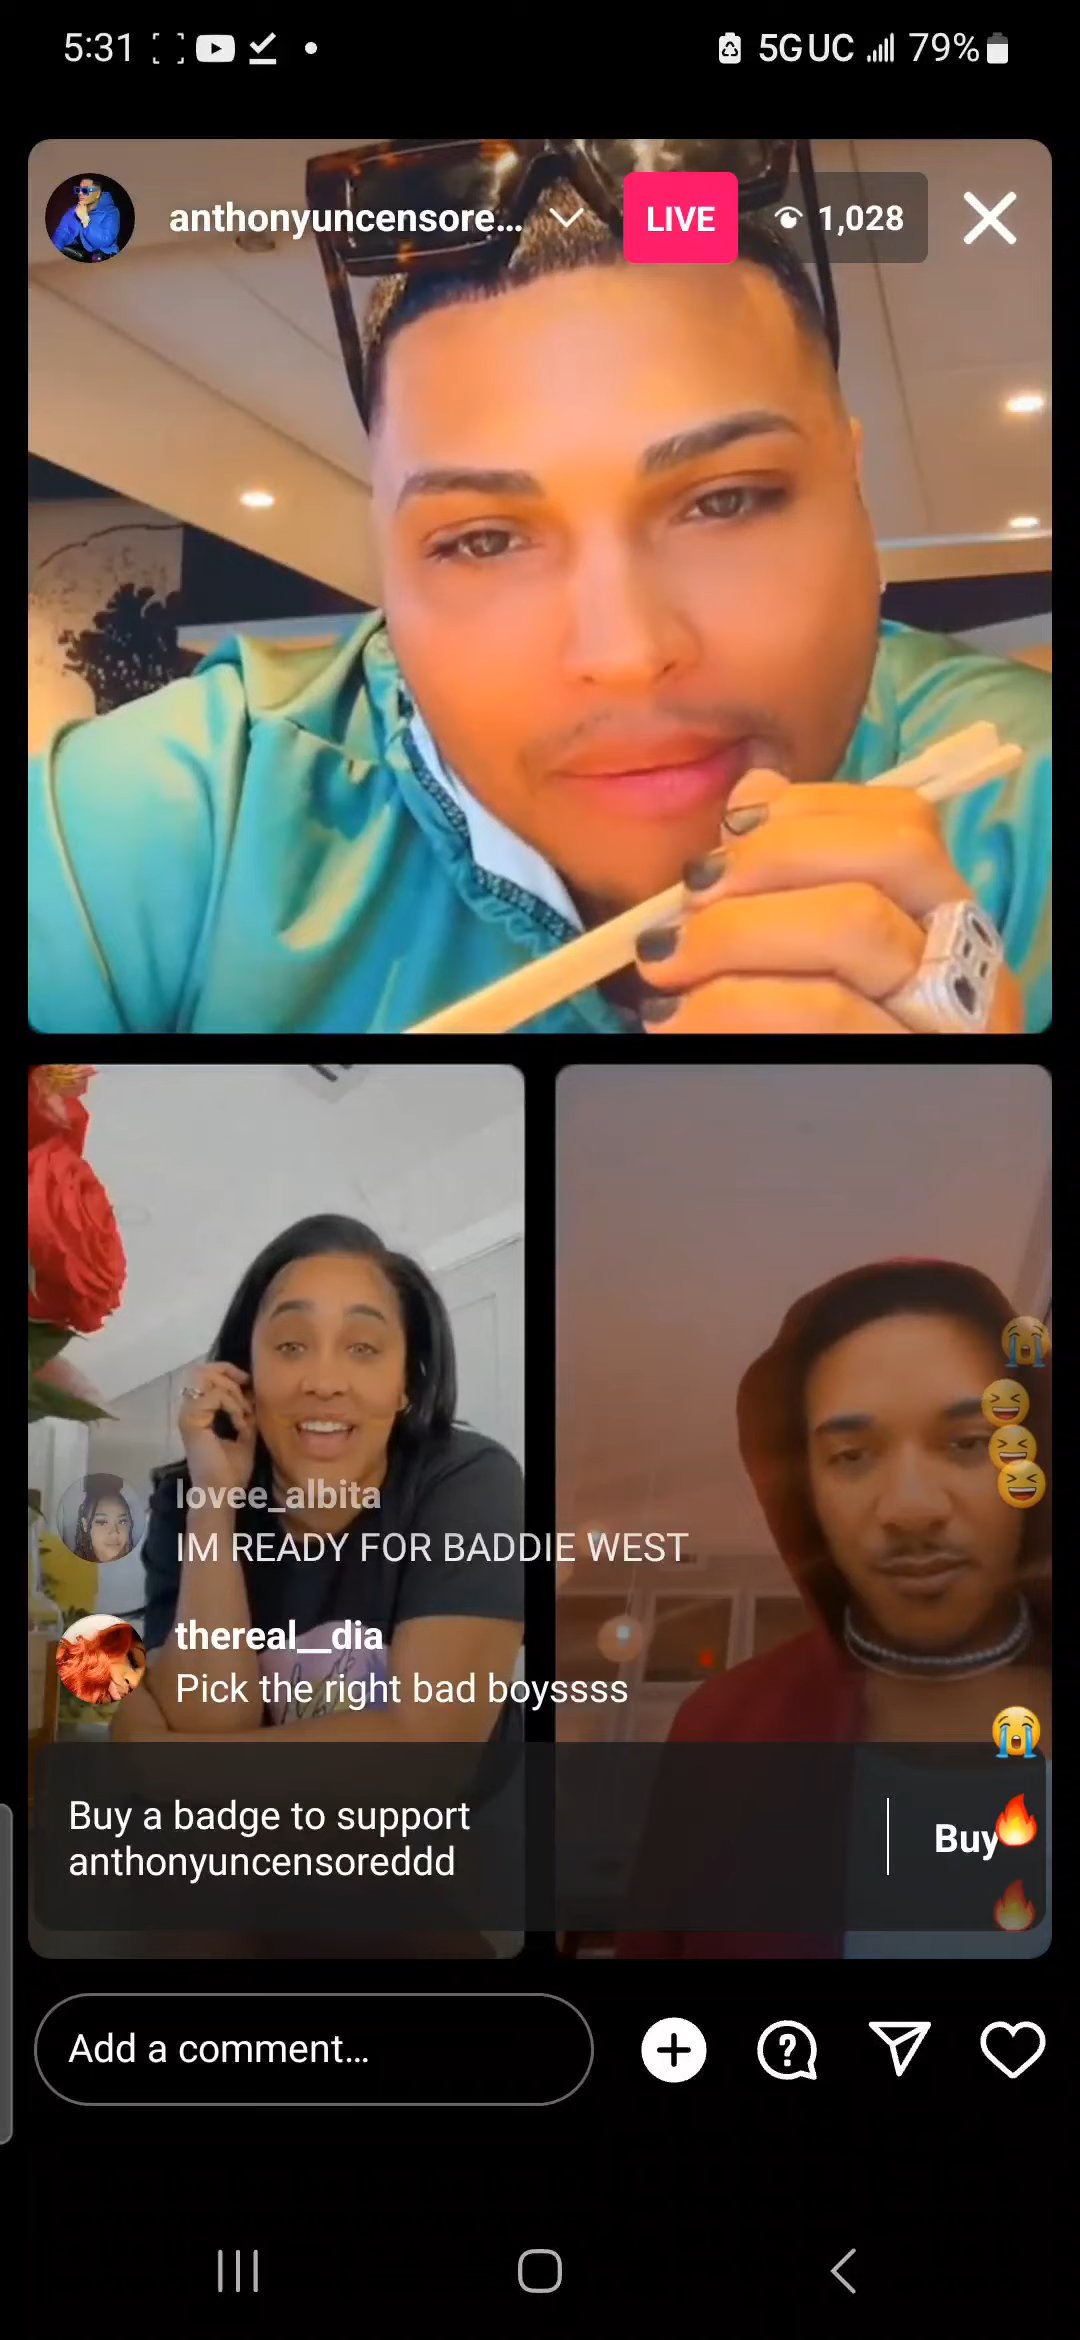 5:31
5G UC 79%
anthonyuncensore...
LIVE
1,028
lovee_albita
IM READY FOR BADDIE WEST
thereal__dia
Pick the right bad boyssss
Buy a badge to support
anthonyuncensoreddd
Buy
Add a comment...